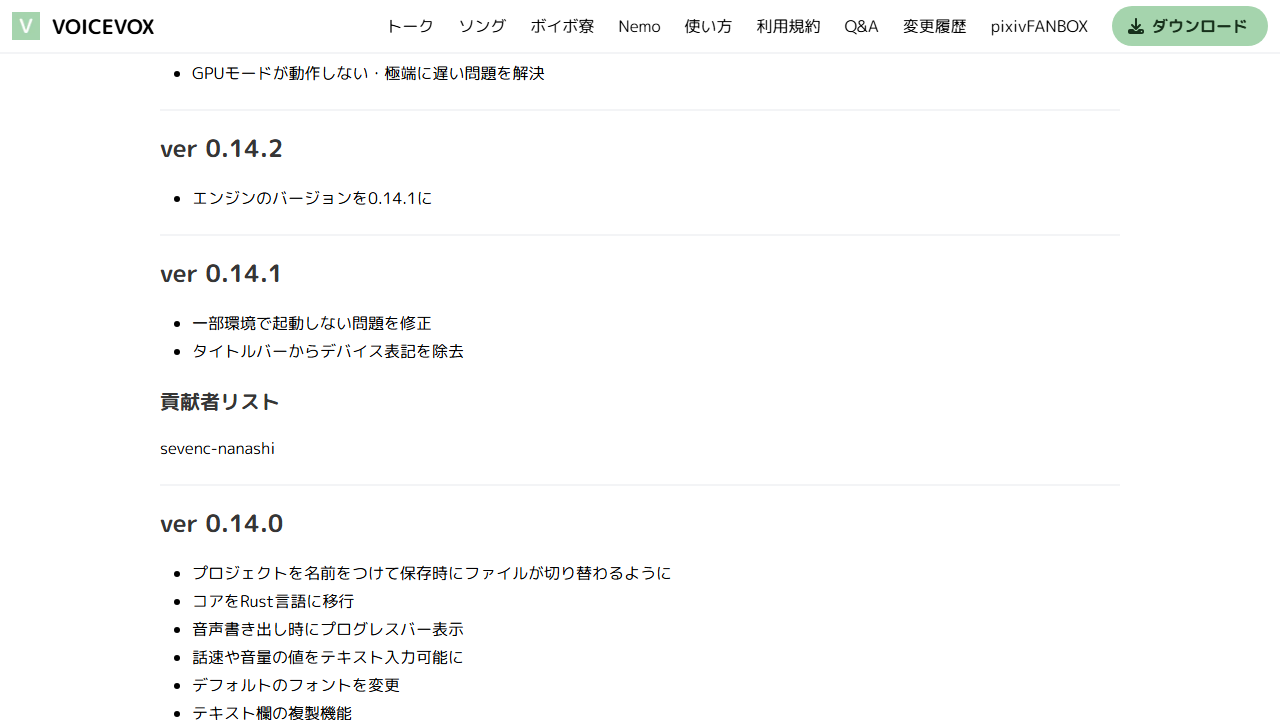 V VOICEVOX トーク ソング ボイボ寮 Nemo 使い方 利用規約 Q&A 変更履歴 pixivFANBOX ダウンロード
GPUモードが動作しない・極端に遅い問題を解決
ver 0.14.2
エンジンのバージョンを0.14.1に
ver 0.14.1
一部環境で起動しない問題を修正
タイトルバーからデバイス表記を除去
貢献者リスト
sevenc-nanashi
ver 0.14.0
プロジェクトを名前をつけて保存時にファイルが切り替わるように
コアをRust言語に移行
音声書き出し時にプログレスバー表示
話速や音量の値をテキスト入力可能に
デフォルトのフォントを変更
テキスト欄の複製機能